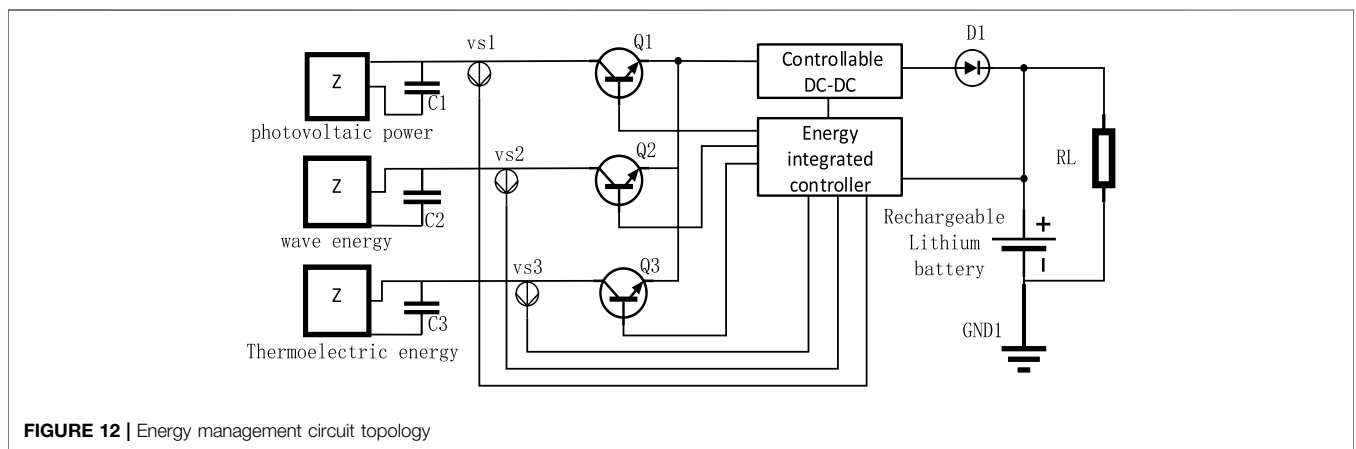 vs1
Q1
D1
Z
C1
photovoltaic power
Controllable
DC-DC
Energy
integrated
controller
vs2
Q2
Z
C2
wave energy
RL
Rechargeable
Lithium
battery
+
-
vs3
Q3
Z
C3
Thermoelectric energy
GND1
FIGURE 12 | Energy management circuit topology